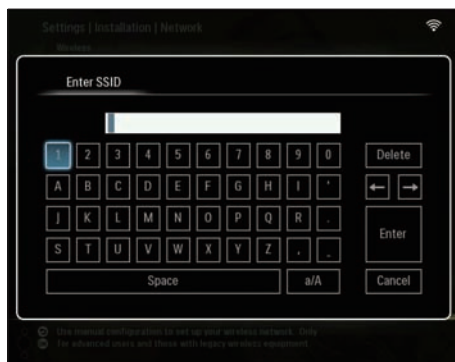 Settings | Installation | Network
Wireless
Enter SSID
1 2 3 4 5 6 7 8 9 0 Delete
A B C D E F G H I '
J K L M N O P Q R . Enter
S T U V W X Y Z , _
Space a/A Cancel
Use manual configuration to set up your wireless network. Only
for advanced users and those with legacy wireless equipment.